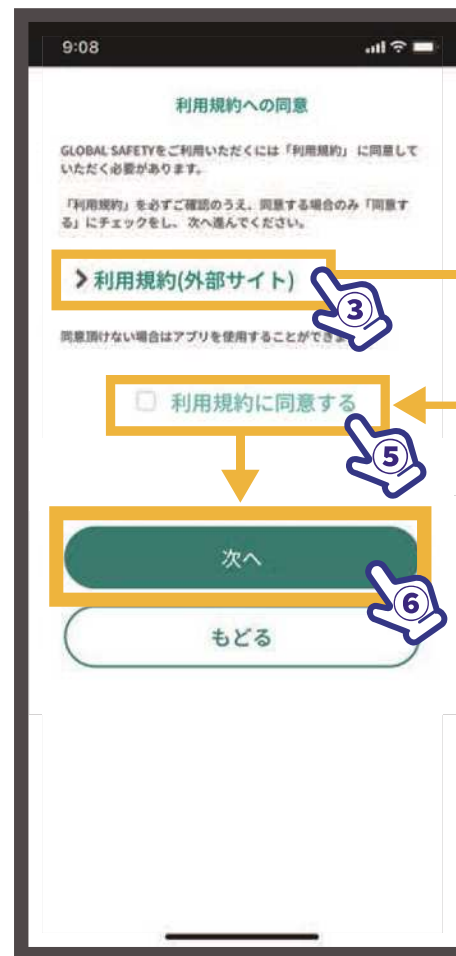 9:08
利用規約への同意
GLOBAL SAFETYをご利用いただくには「利用規約」に同意して
いただく必要があります。
「利用規約」を必ずご確認のうえ、同意する場合のみ「同意す
る」にチェックをし、次へ進んでください。
利用規約(外部サイト)
③
同意頂けない場合はアプリを使用することができま
利用規約に同意する
⑤
次へ
⑥
もどる